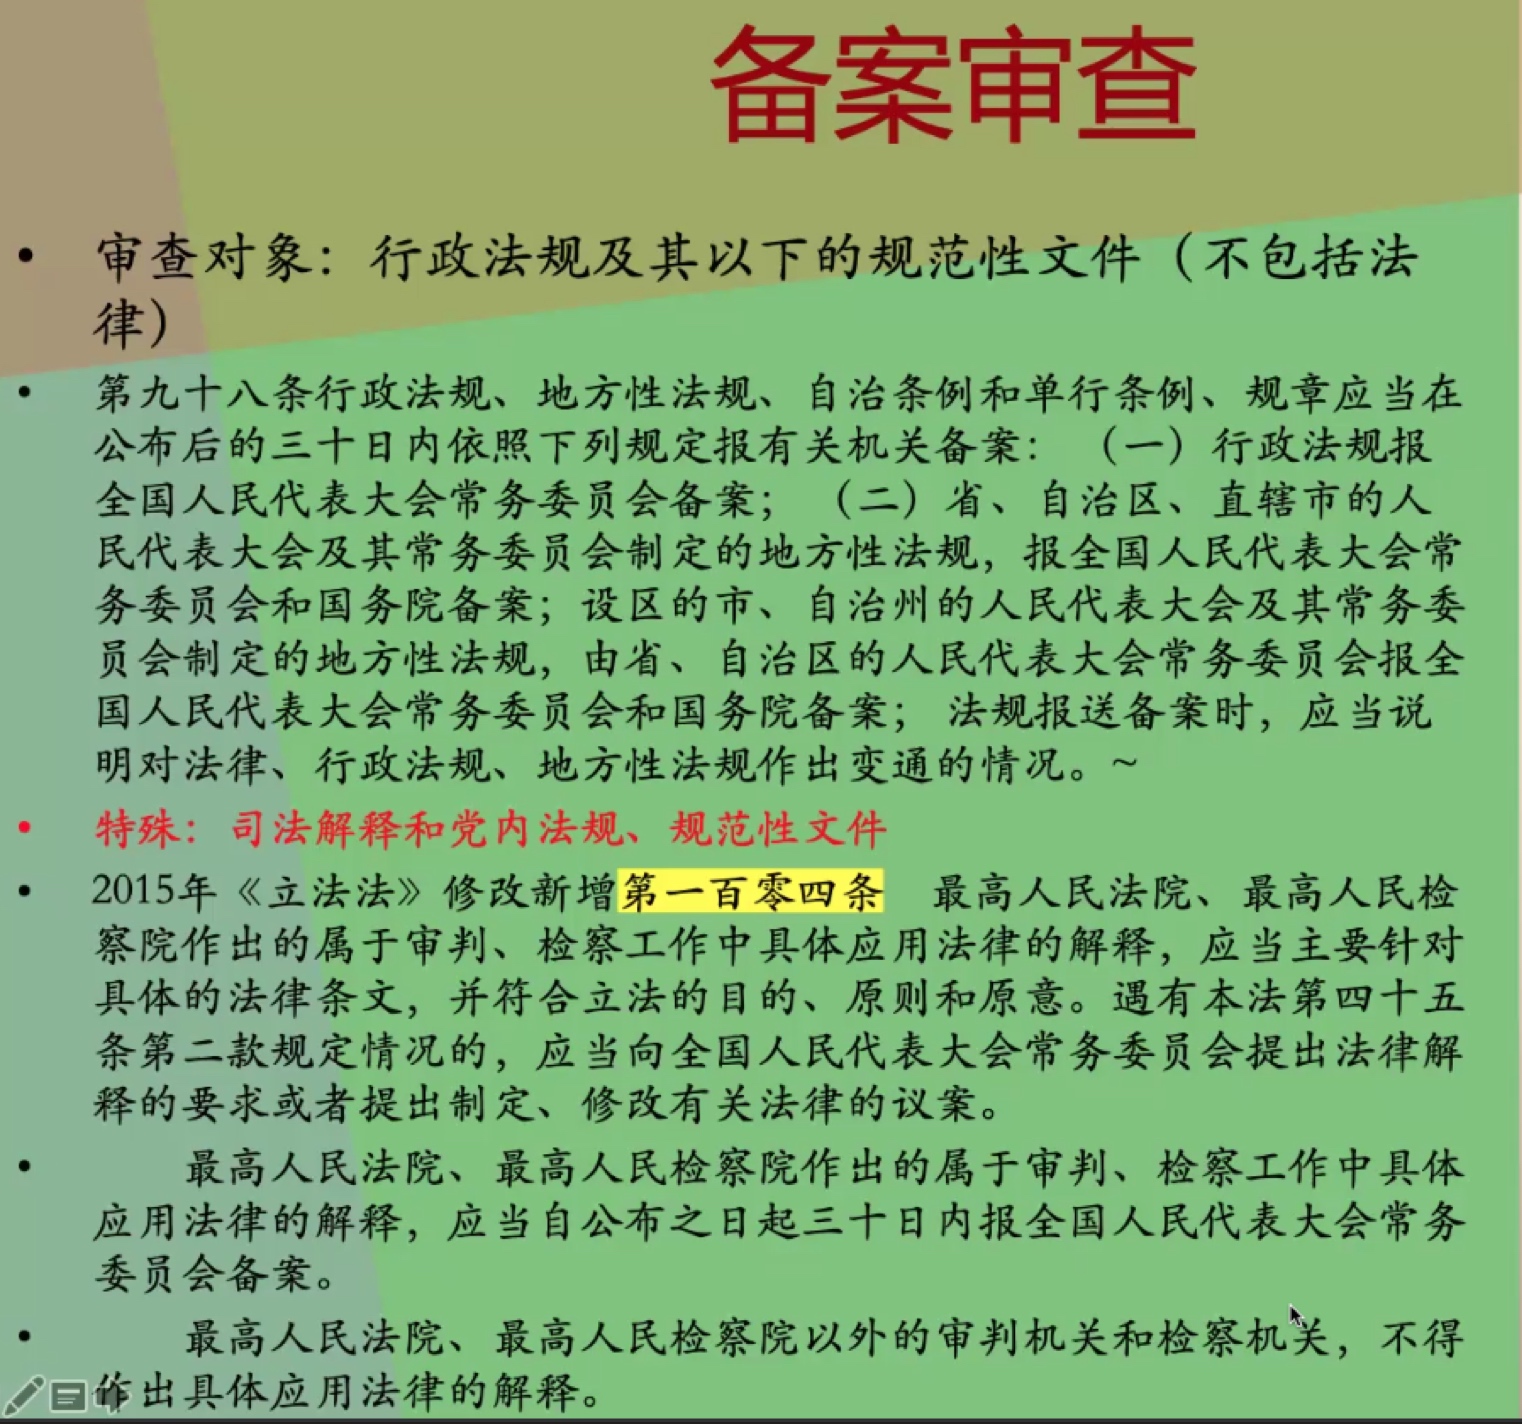 备案审查
• 审查对象：行政法规及其以下的规范性文件（不包括法
律）
• 第九十八条行政法规、地方性法规、自治条例和单行条例、规章应当在
公布后的三十日内依照下列规定报有关机关备案： （一）行政法规报
全国人民代表大会常务委员会备案； （二）省、自治区、直辖市的人
民代表大会及其常务委员会制定的地方性法规，报全国人民代表大会常
务委员会和国务院备案；设区的市、自治州的人民代表大会及其常务委
员会制定的地方性法规，由省、自治区的人民代表大会常务委员会报全
国人民代表大会常务委员会和国务院备案； 法规报送备案时，应当说
明对法律、行政法规、地方性法规作出变通的情况。~
• 特殊：司法解释和党内法规、规范性文件
• 2015年《立法法》修改新增第一百零四条 最高人民法院、最高人民检
察院作出的属于审判、检察工作中具体应用法律的解释，应当主要针对
具体的法律条文，并符合立法的目的、原则和原意。遇有本法第四十五
条第二款规定情况的，应当向全国人民代表大会常务委员会提出法律解
释的要求或者提出制定、修改有关法律的议案。
• 最高人民法院、最高人民检察院作出的属于审判、检察工作中具体
应用法律的解释，应当自公布之日起三十日内报全国人民代表大会常务
委员会备案。
• 最高人民法院、最高人民检察院以外的审判机关和检察机关，不得
作出具体应用法律的解释。